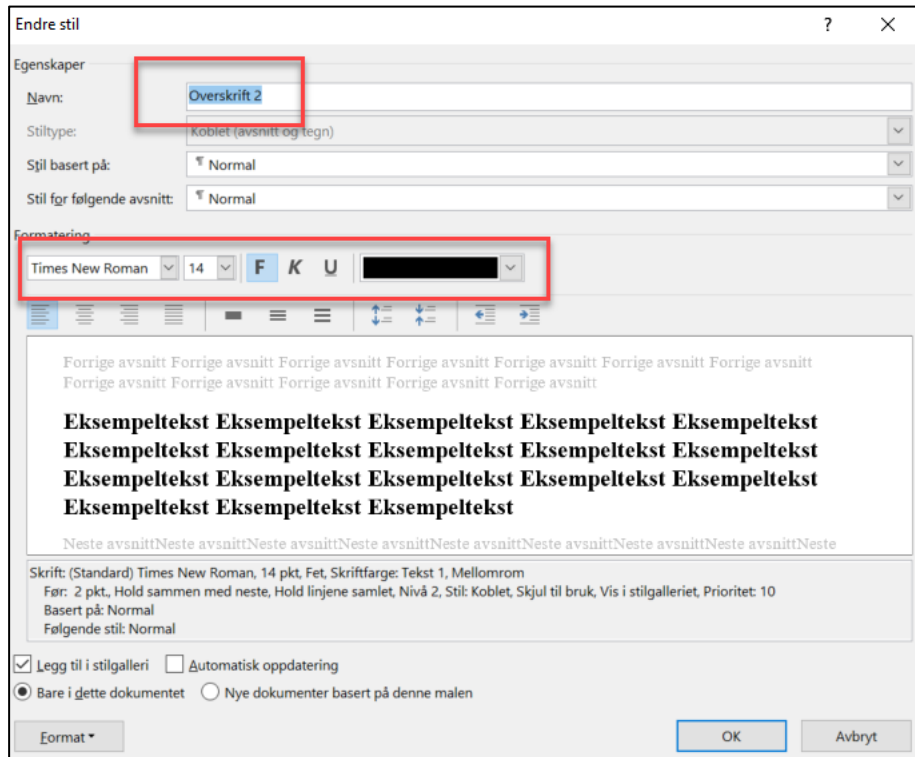 Endre stil ? ×
Egenskaper
Navn: Overskrift 2
Stiltype: Koblet (avsnitt og tegn)
Stil basert på: ¶ Normal
Stil for følgende avsnitt: ¶ Normal
Formatering
Times New Roman 14 F K U
Forrige avsnitt Forrige avsnitt Forrige avsnitt Forrige avsnitt Forrige avsnitt Forrige avsnitt Forrige avsnitt
Forrige avsnitt Forrige avsnitt Forrige avsnitt Forrige avsnitt Forrige avsnitt
Eksempeltekst Eksempeltekst Eksempeltekst Eksempeltekst Eksempeltekst
Eksempeltekst Eksempeltekst Eksempeltekst Eksempeltekst Eksempeltekst
Eksempeltekst Eksempeltekst Eksempeltekst Eksempeltekst Eksempeltekst
Eksempeltekst Eksempeltekst Eksempeltekst
Neste avsnittNeste avsnittNeste avsnittNeste avsnittNeste avsnittNeste avsnittNeste avsnittNeste avsnittNeste
Skrift: (Standard) Times New Roman, 14 pkt, Fet, Skriftfarge: Tekst 1, Mellomrom
Før: 2 pkt., Hold sammen med neste, Hold linjene samlet, Nivå 2, Stil: Koblet, Skjul til bruk, Vis i stilgalleriet, Prioritet: 10
Basert på: Normal
Følgende stil: Normal
Legg til i stilgalleri Automatisk oppdatering
Bare i dette dokumentet Nye dokumenter basert på denne malen
Format OK Avbryt